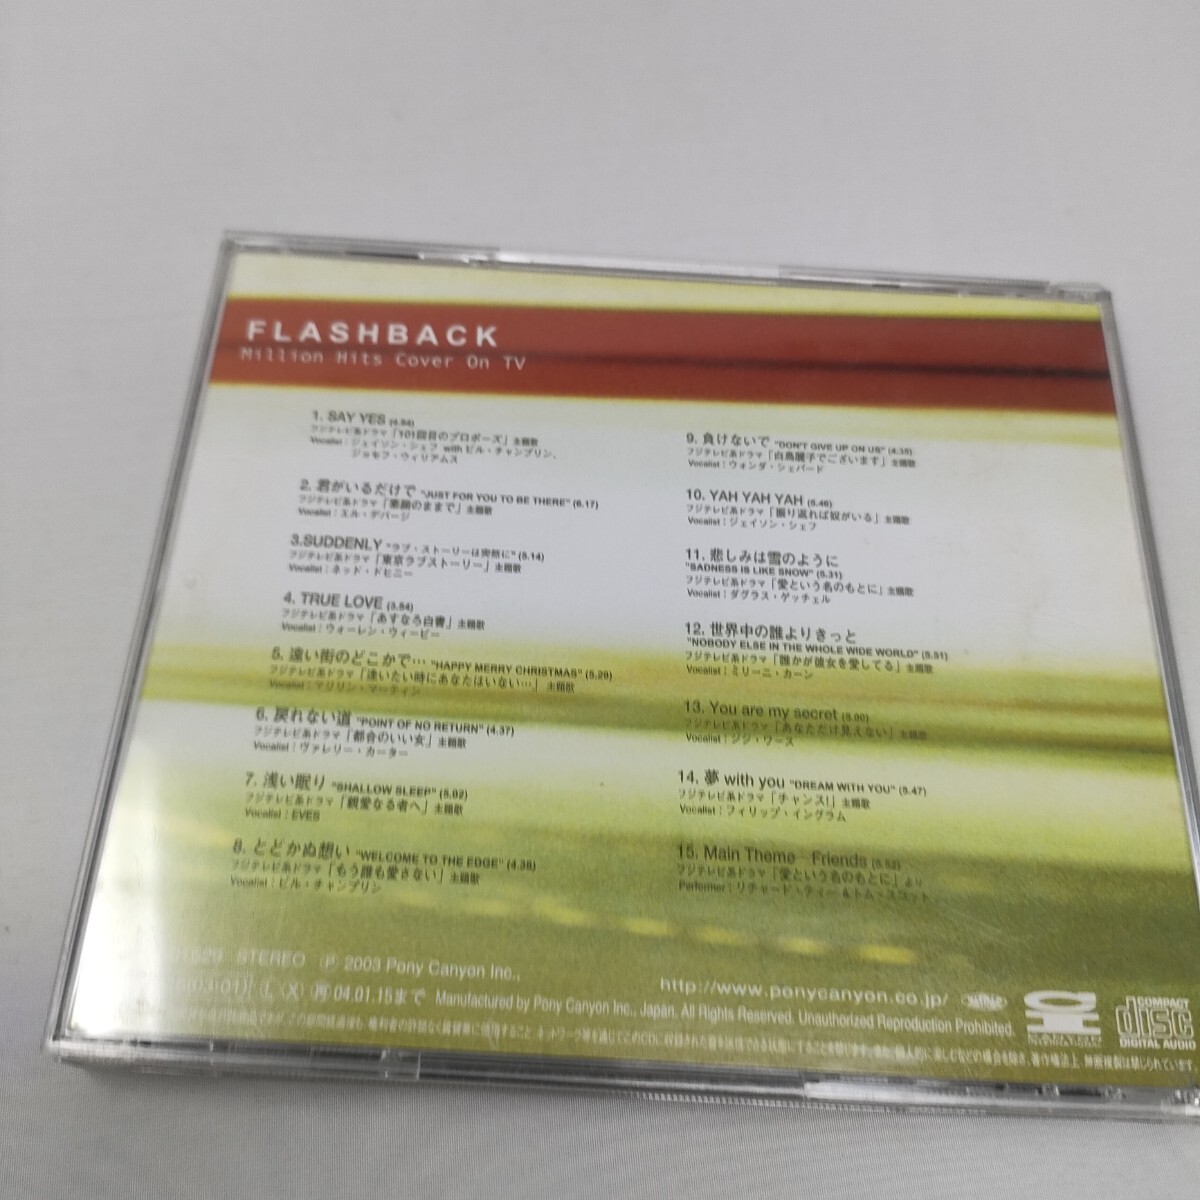 FLASHBACK
Million Hits Cover On TV
1. SAY YES (4.54)
フジテレビ系ドラマ「101回目のプロポーズ」主題歌
Vocalist：ジェイソン・シェフ with ビル・チャンプリン、
ジョセフ・ウィリアムス
2. 君がいるだけで "JUST FOR YOU TO BE THERE" (6.17)
フジテレビ系ドラマ「素顔のままで」主題歌
Vocalist：エル・デバージ
3.SUDDENLY "ラブ・ストーリーは突然に" (5.14)
フジテレビ系ドラマ「東京ラブストーリー」主題歌
Vocalist：ネッド・ドヒニー
4. TRUE LOVE (5.54)
フジテレビ系ドラマ「あすなろ白書」主題歌
Vocalist：ウォーレン・ウィービー
5. 遠い街のどこかで… "HAPPY MERRY CHRISTMAS" (5.29)
フジテレビ系ドラマ「逢いたい時にあなたはいない…」主題歌
Vocalist：マリリン・マーティン
6. 戻れない道 "POINT OF NO RETURN" (4.37)
フジテレビ系ドラマ「都合のいい女」主題歌
Vocalist：ヴァレリー・カーター
7. 浅い眠り "SHALLOW SLEEP" (5.02)
フジテレビ系ドラマ「親愛なる者へ」主題歌
Vocalist：EVES
8. とどかぬ想い "WELCOME TO THE EDGE" (4.38)
フジテレビ系ドラマ「もう誰も愛さない」主題歌
Vocalist：ビル・チャンプリン
9. 負けないで "DON'T GIVE UP ON US" (4.35)
フジテレビ系ドラマ「白鳥麗子でございます」主題歌
Vocalist：ウォンダ・シェパード
10. YAH YAH YAH (5.46)
フジテレビ系ドラマ「振り返れば奴がいる」主題歌
Vocalist：ジェイソン・シェフ
11. 悲しみは雪のように
"SADNESS IS LIKE SNOW" (5.31)
フジテレビ系ドラマ「愛という名のもとに」主題歌
Vocalist：ダグラス・ゲッチェル
12. 世界中の誰よりきっと
"NOBODY ELSE IN THE WHOLE WIDE WORLD" (5.51)
フジテレビ系ドラマ「誰かが彼女を愛してる」主題歌
Vocalist：ミリーニ・カーン
13. You are my secret (5.00)
フジテレビ系ドラマ「あなただけ見えない」主題歌
Vocalist：ジジ・ワース
14. 夢 with you "DREAM WITH YOU" (5.47)
フジテレビ系ドラマ「チャンス!」主題歌
Vocalist：フィリップ・イングラム
15. Main Theme Friends (5.52)
フジテレビ系ドラマ「愛という名のもとに」より
Performer：リチャード・ティー＆トム・スコット
STEREO Ⓟ 2003 Pony Canyon Inc.,
http://www.ponycanyon.co.jp/
Ⓛ Ⓧ 再 04.01.15まで Manufactured by Pony Canyon Inc., Japan. All Rights Reserved. Unauthorized Reproduction Prohibited.
COMPACT
disc
DIGITAL AUDIO